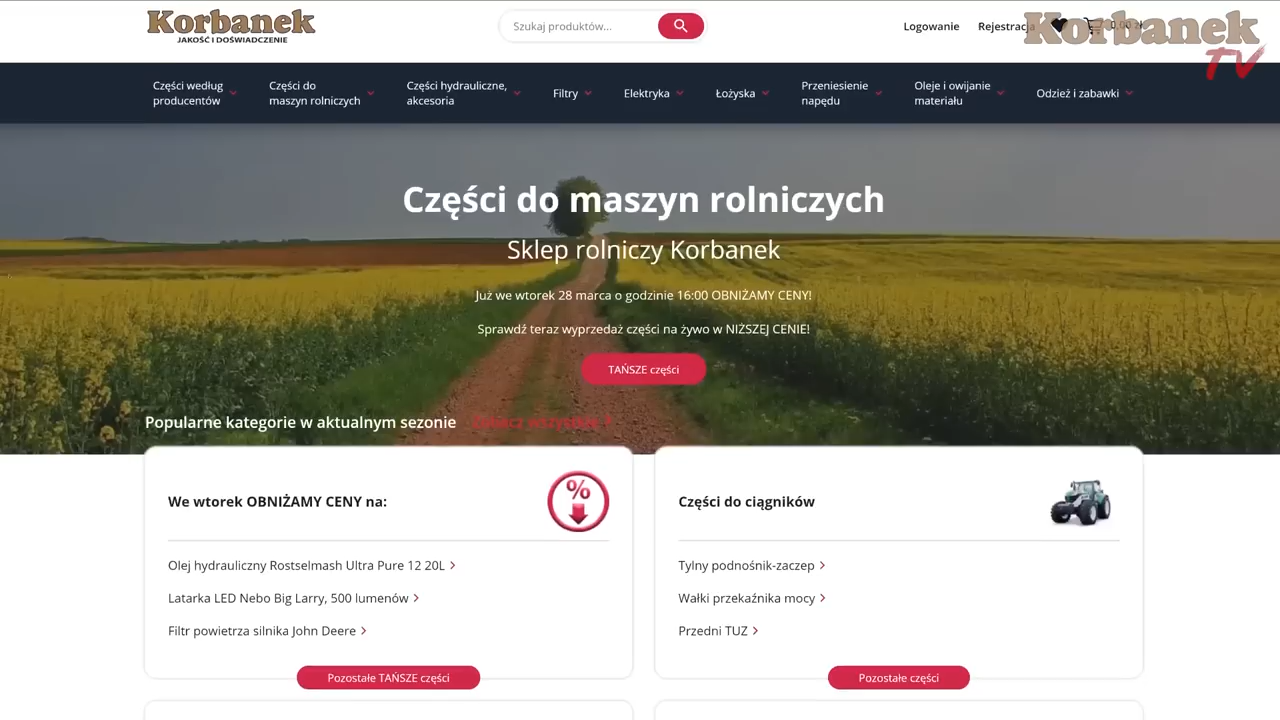 Korbanek
JAKOŚĆ I DOŚWIADCZENIE
Szukaj produktów...
Logowanie
Rejestracja
0,00 zł
Korbanek
TV
Części według
producentów
Części do
maszyn rolniczych
Części hydrauliczne,
akcesoria
Filtry
Elektryka
Łożyska
Przeniesienie
napędu
Oleje i owijanie
materiału
Odzież i zabawki
Części do maszyn rolniczych
Sklep rolniczy Korbanek
Już we wtorek 28 marca o godzinie 16:00 OBNIŻAMY CENY!
Sprawdź teraz wyprzedaż części na żywo w NIŻSZEJ CENIE!
TAŃSZE części
Popularne kategorie w aktualnym sezonie
Zobacz wszystkie
We wtorek OBNIŻAMY CENY na:
%
Olej hydrauliczny Rostselmash Ultra Pure 12 20L
Latarka LED Nebo Big Larry, 500 lumenów
Filtr powietrza silnika John Deere
Pozostałe TAŃSZE części
Części do ciągników
Tylny podnośnik-zaczep
Wałki przekaźnika mocy
Przedni TUZ
Pozostałe części